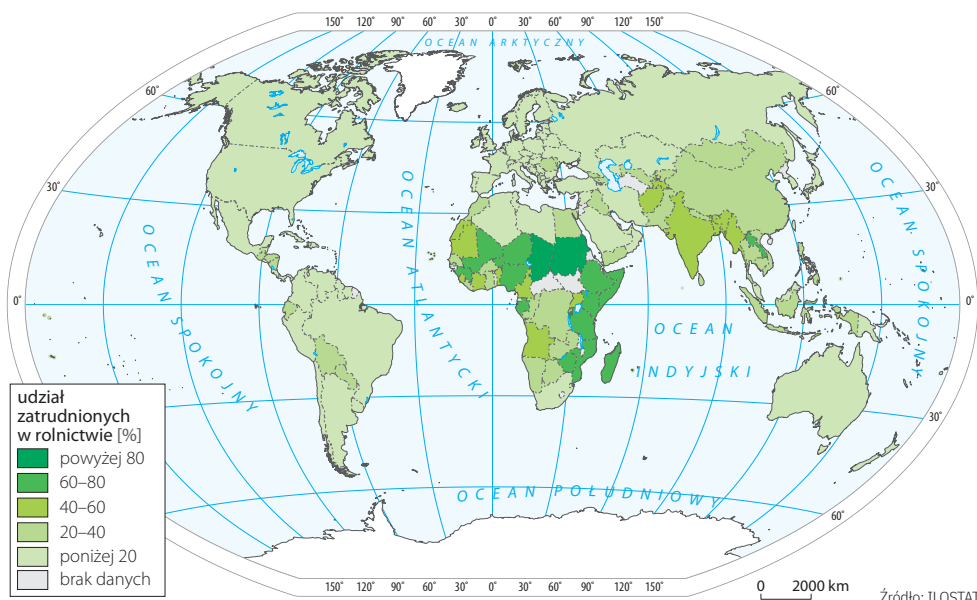 150° 120° 90° 60° 30° 0° 30° 60° 90° 120° 150°
OCEAN ARKTYCZNY
60° 60°
30° 30°
OCEAN SPOKOJNY
OCEAN ATLANTYCKI
OCEAN SPOKOJNY
0° 0°
OCEAN
INDYJSKI
30°
OCEAN POŁUDNIOWY
60°
udział
zatrudnionych
w rolnictwie [%]
powyżej 80
60–80
40–60
20–40
poniżej 20
brak danych
150° 120° 90° 60° 30° 0° 30° 60° 90° 120° 150°
0 2000 km
Źródło: ILOSTAT